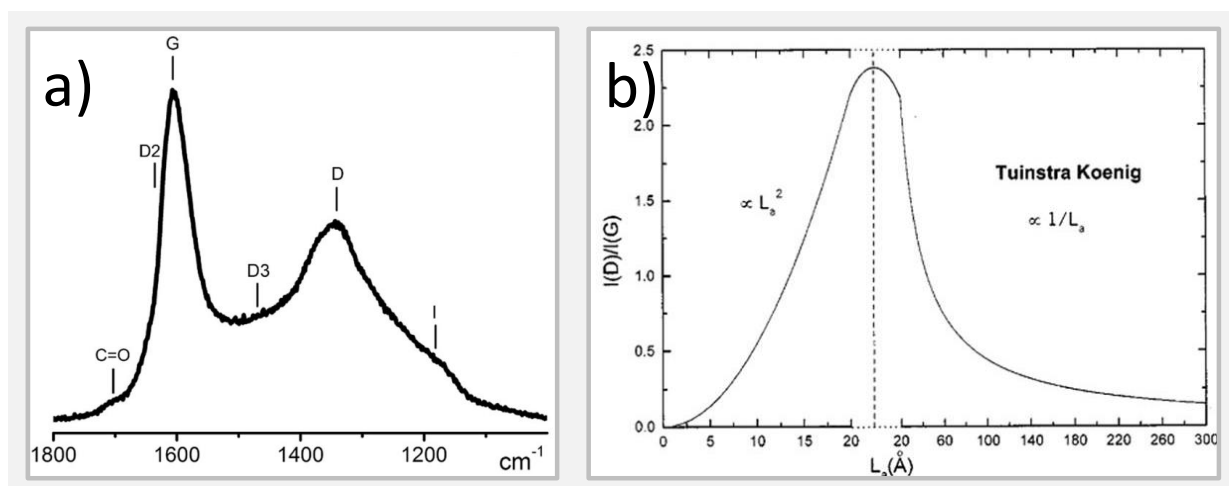 a)
G
D2
D
D3
I
C=O
1800 1600 1400 1200 cm-1
b)
2.5
2.0
1.5
1.0
0.5
0.0
I(D)/I(G)
∝ La²
Tuinstra Koenig
∝ 1/La
0 5 10 15 20 20 60 100 140 180 220 260 300
La(Å)